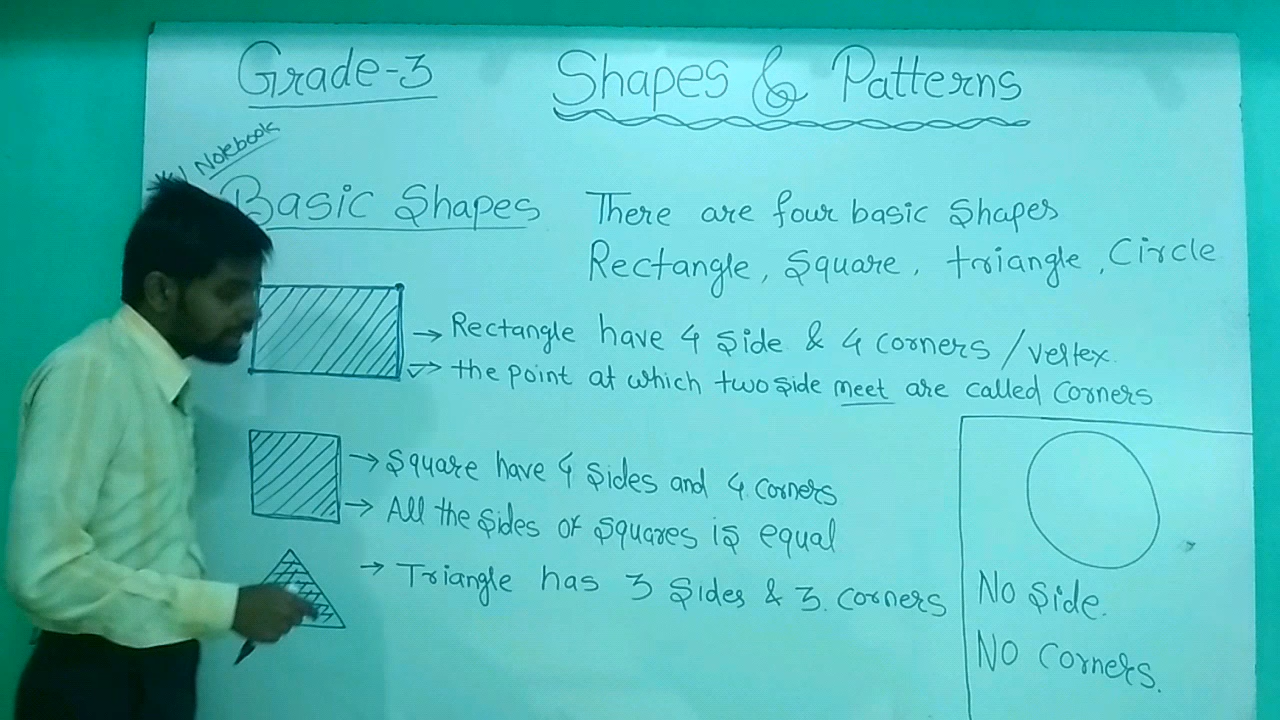 Grade-3
Shapes & Patterns
Notebook
Basic Shapes
There are four basic Shapes
Rectangle, Square, triangle, Circle
→ Rectangle have 4 Side & 4 corners / vertex.
→ the point at which two side meet are called corners
→ Square have 4 Sides and 4 corners
→ All the sides of squares is equal
→ Triangle has 3 Sides & 3. corners
No side.
No corners.